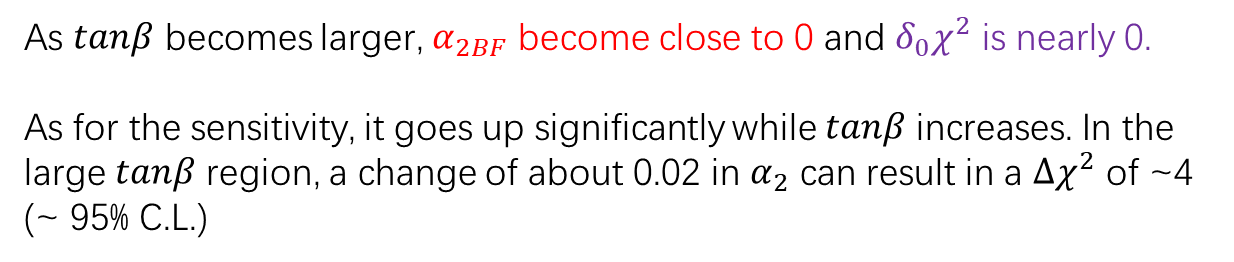 As tanβ becomes larger, α₂BF become close to 0 and δ₀χ² is nearly 0.
As for the sensitivity, it goes up significantly while tanβ increases. In the
large tanβ region, a change of about 0.02 in α₂ can result in a Δχ² of ~4
(~ 95% C.L.)